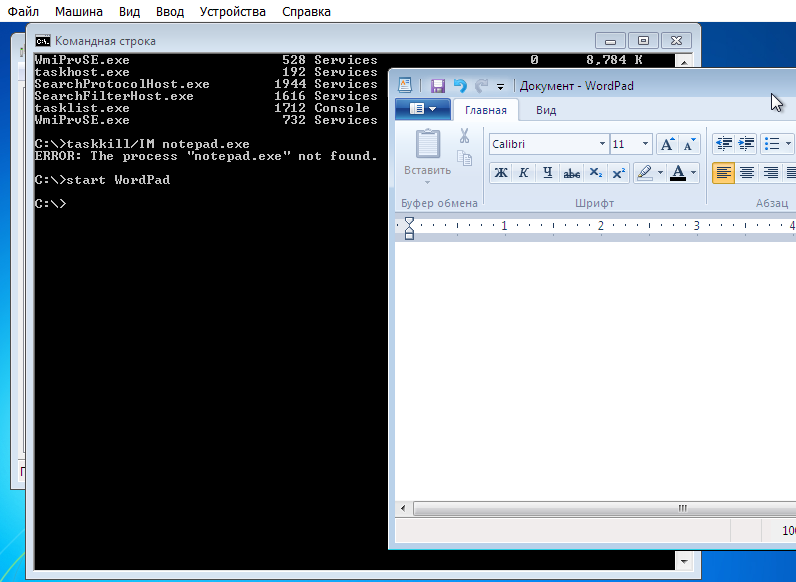 Файл Машина Вид Ввод Устройства Справка
Командная строка
WmiPrvSE.exe 528 Services 0 8,784 K
taskhost.exe 192 Services
SearchProtocolHost.exe 1944 Services
SearchFilterHost.exe 1616 Services
tasklist.exe 1712 Console
WmiPrvSE.exe 732 Services
C:\>taskkill/IM notepad.exe
ERROR: The process "notepad.exe" not found.
C:\>start WordPad
C:\>
Документ - WordPad
Главная Вид
Calibri 11 A A
Вставить
Ж К Ч abc X₂ X² A
Буфер обмена Шрифт Абзац
1 2 3 4
100